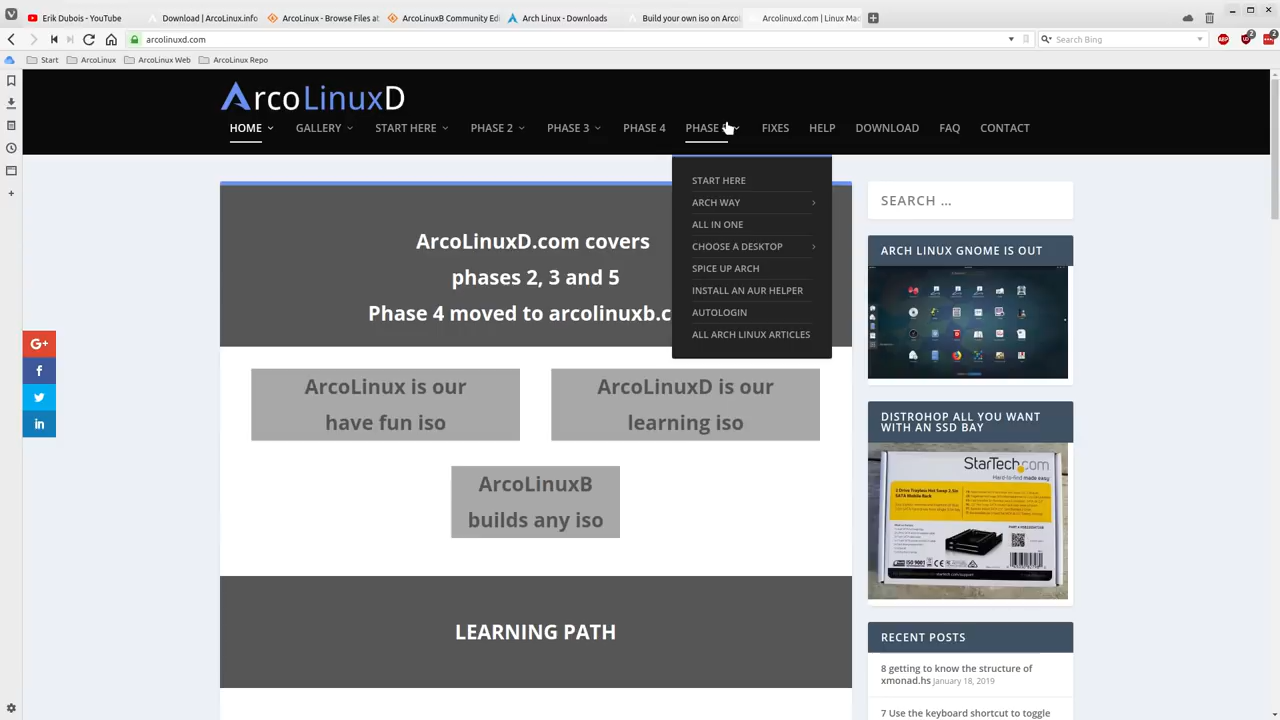 Erik Dubois - YouTube
Download | ArcoLinux.info
ArcoLinux - Browse Files at
ArcoLinuxB Community Edi
Arch Linux - Downloads
Build your own iso on Arco
Arcolinuxd.com | Linux Mac
arcolinuxd.com
Search Bing
Start
ArcoLinux
ArcoLinux Web
ArcoLinux Repo
ArcoLinuxD
HOME
GALLERY
START HERE
PHASE 2
PHASE 3
PHASE 4
PHASE
FIXES
HELP
DOWNLOAD
FAQ
CONTACT
START HERE
ARCH WAY
ALL IN ONE
CHOOSE A DESKTOP
SPICE UP ARCH
INSTALL AN AUR HELPER
AUTOLOGIN
ALL ARCH LINUX ARTICLES
ArcoLinuxD.com covers
phases 2, 3 and 5
Phase 4 moved to arcolinuxb.c
ArcoLinux is our
have fun iso
ArcoLinuxD is our
learning iso
ArcoLinuxB
builds any iso
LEARNING PATH
SEARCH ...
ARCH LINUX GNOME IS OUT
DISTROHOP ALL YOU WANT
WITH AN SSD BAY
StarTech.com
Hard-to-find made easy
RECENT POSTS
8 getting to know the structure of
xmonad.hs January 18, 2019
7 Use the keyboard shortcut to toggle